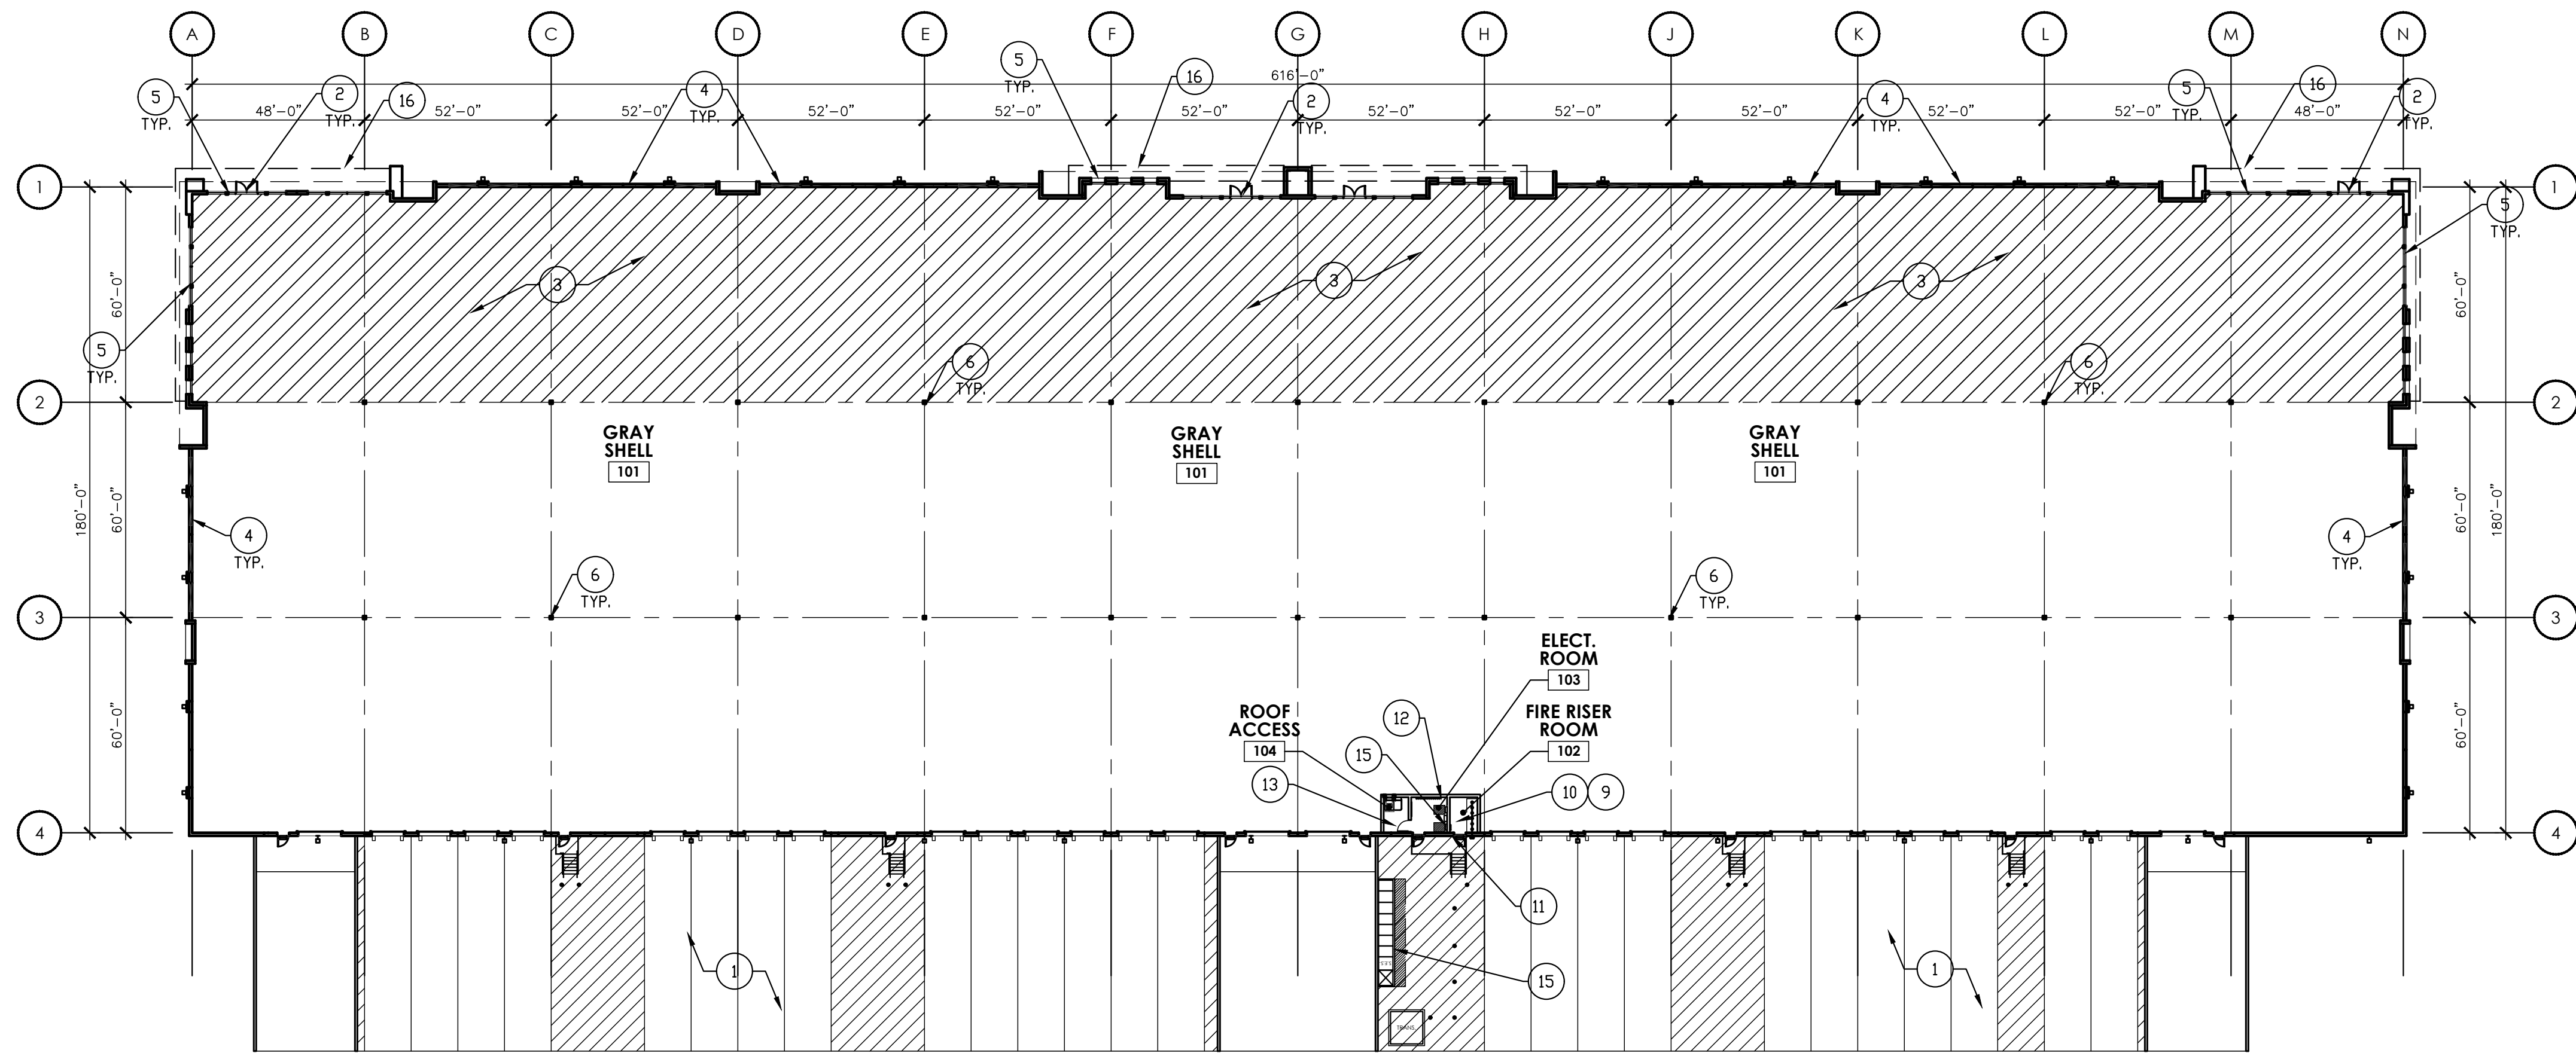 A B C D E F G H J K L M N
616'-0"
5 TYP. 2 TYP. 16 4 TYP. 5 TYP. 16 2 TYP. 4 TYP. 5 TYP. 16 2 TYP.
48'-0" 52'-0" 52'-0" 52'-0" 52'-0" 52'-0" 52'-0" 52'-0" 52'-0" 52'-0" 52'-0" 48'-0"
1 1
5
TYP.
3 3 3
60'-0" 60'-0"
5
TYP.
6
TYP.
6
TYP.
2 2
GRAY
SHELL
101
GRAY
SHELL
101
GRAY
SHELL
101
180'-0" 60'-0" 60'-0" 180'-0"
4
TYP.
4
TYP.
6
TYP.
6
TYP.
3 3
ELECT.
ROOM
103
ROOF
ACCESS
104
12
15
FIRE RISER
ROOM
102
60'-0" 60'-0"
13
10 9
4 4
11
1 1
15
TRANS.